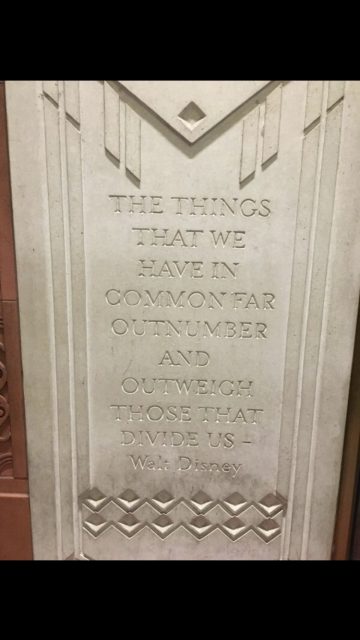 THE THINGS
THAT WE
HAVE IN
COMMON FAR
OUTNUMBER
AND
OUTWEIGH
THOSE THAT
DIVIDE US -
Walt Disney